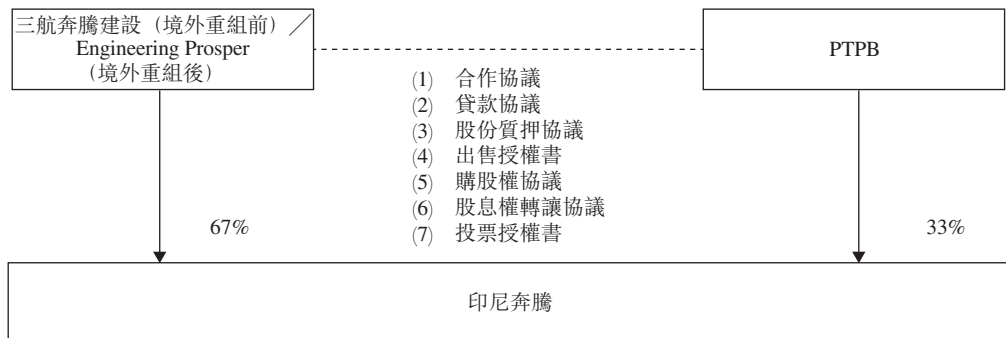 三航奔騰建設（境外重組前）／
Engineering Prosper
（境外重組後）
PTPB
(1) 合作協議
(2) 貸款協議
(3) 股份質押協議
(4) 出售授權書
(5) 購股權協議
(6) 股息權轉讓協議
(7) 投票授權書
67%
33%
印尼奔騰